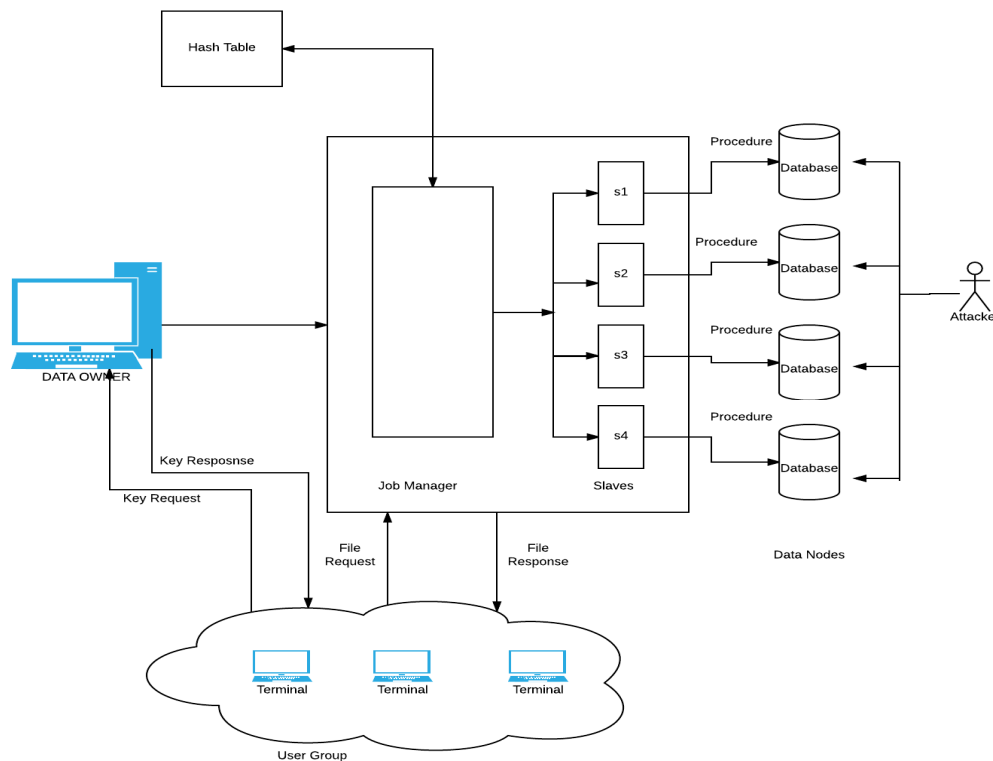 Hash Table
Procedure
Database
s1
Procedure
Database
s2
Attacke
DATA OWNER
Procedure
Database
s3
Procedure
Database
s4
Key Resposnse
Key Request
Job Manager
Slaves
File
Request
File
Response
Data Nodes
Terminal
Terminal
Terminal
User Group